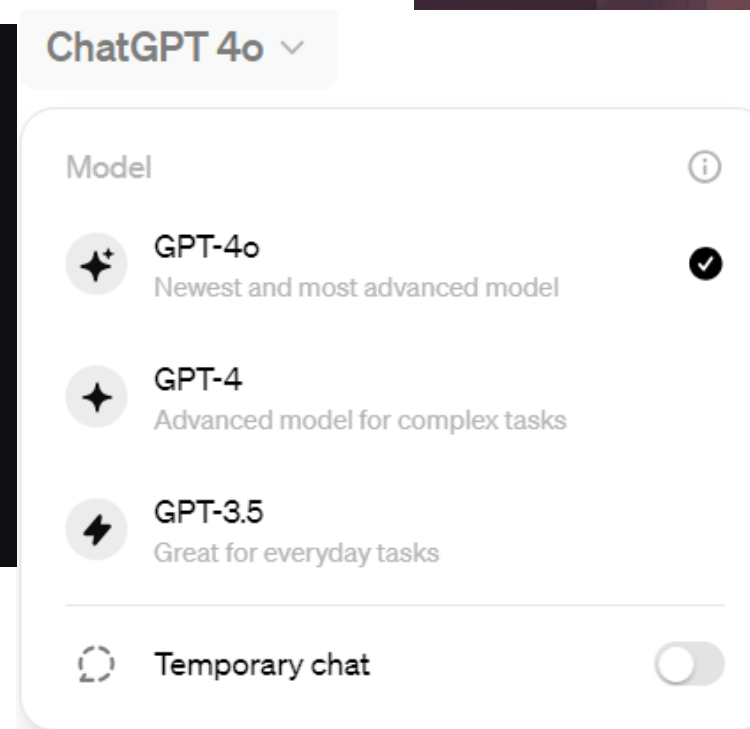 ChatGPT 4o
Model
GPT-4o
Newest and most advanced model
GPT-4
Advanced model for complex tasks
GPT-3.5
Great for everyday tasks
Temporary chat